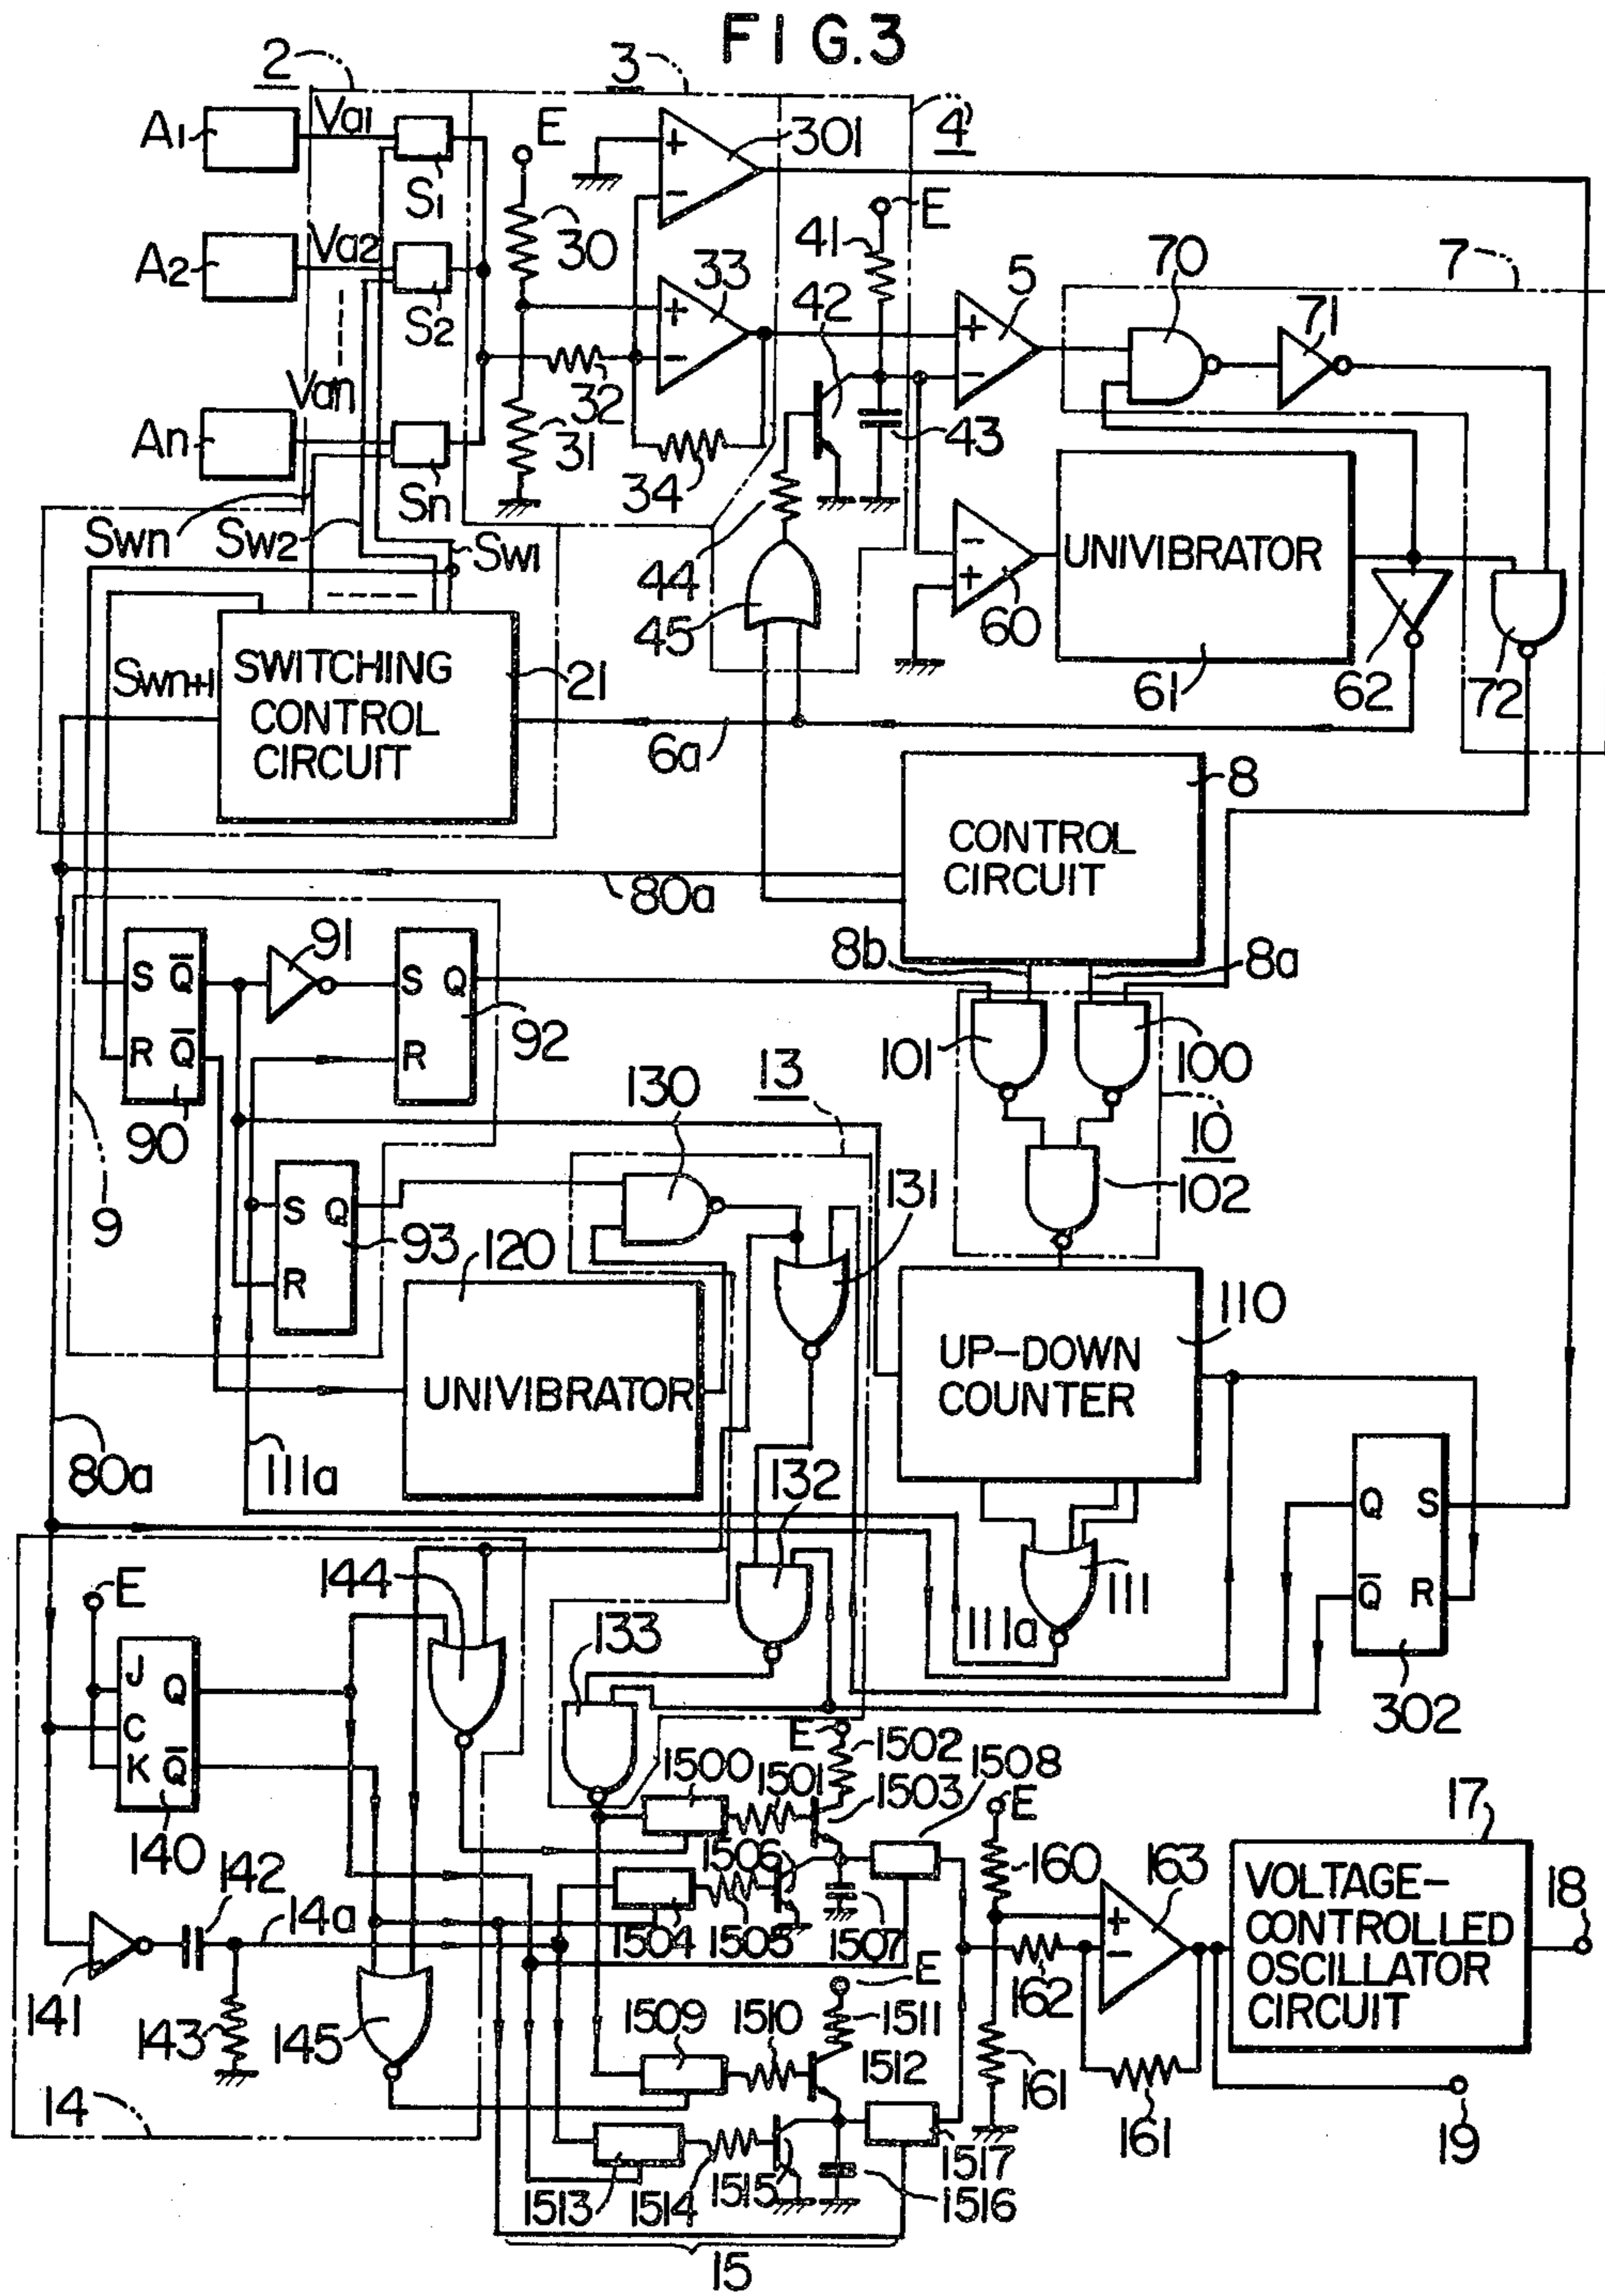 FIG.3
2
3
4
A1
Va1
S1
E
301
30
E
41
A2
Va2
S2
33
42
5
70
7
71
Van
32
An
Sn
31
34
43
Swn
Sw2
Sw1
44
45
60
UNIVIBRATOR
61
62
72
Swn+1
SWITCHING
CONTROL
CIRCUIT
21
6a
8
CONTROL
CIRCUIT
80a
8b
8a
91
S Q̅
R Q̅
90
S Q
R
92
101
100
130
13
10
102
9
S Q
R
93
120
131
UNIVIBRATOR
110
UP-DOWN
COUNTER
80a
111a
132
Q S
Q̅ R
302
144
E
111a
111
133
J Q
C
K Q̅
140
E
1502
1500
1501
1503
1508
E
17
142
14a
1506
160
163
VOLTAGE-
CONTROLLED
OSCILLATOR
CIRCUIT
18
1504
1505
1507
141
143
145
E
162
1509
1510
1511
1512
161
161
19
14
1513
1514
1515
1517
1516
15